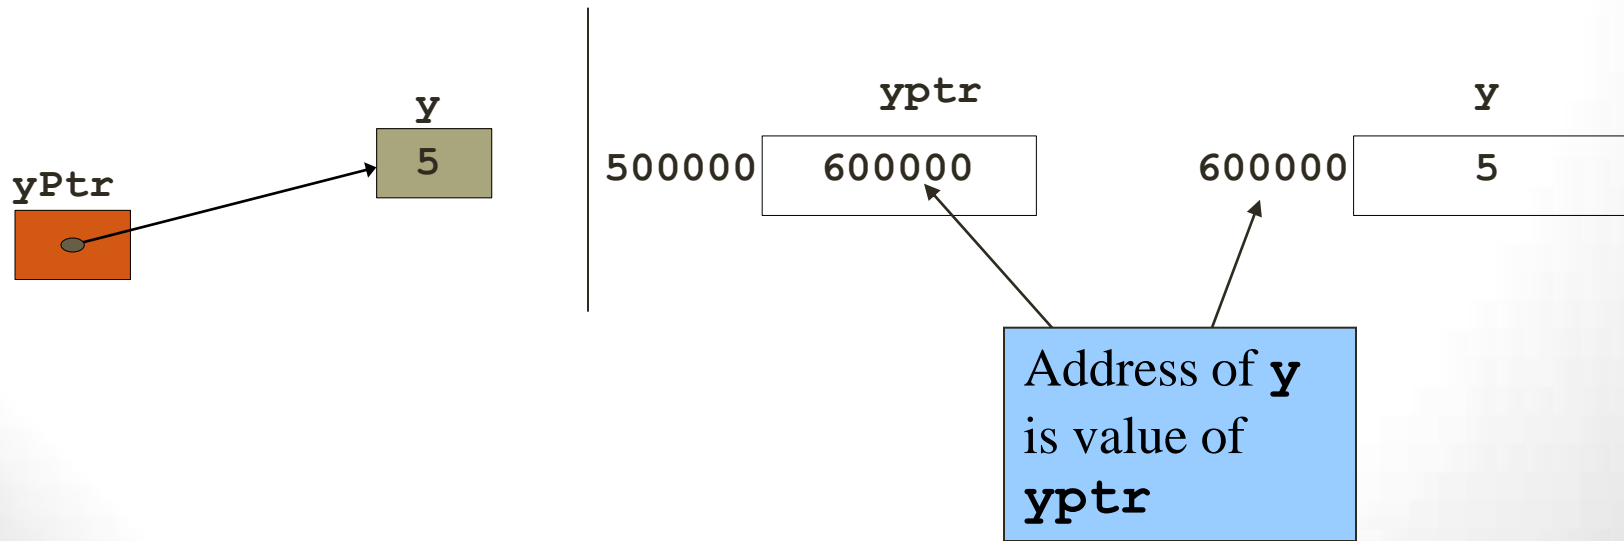 y
5
yPtr
yptr
y
500000 600000 600000 5
Address of y
is value of
yptr